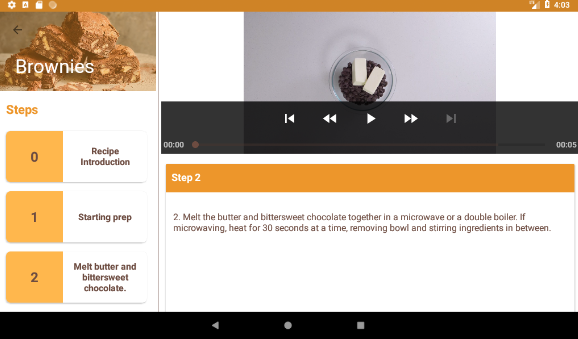 4:03
Brownies
Steps
0
Recipe
Introduction
1
Starting prep
2
Melt butter and
bittersweet
chocolate.
00:00
00:05
Step 2
2. Melt the butter and bittersweet chocolate together in a microwave or a double boiler. If
microwaving, heat for 30 seconds at a time, removing bowl and stirring ingredients in between.